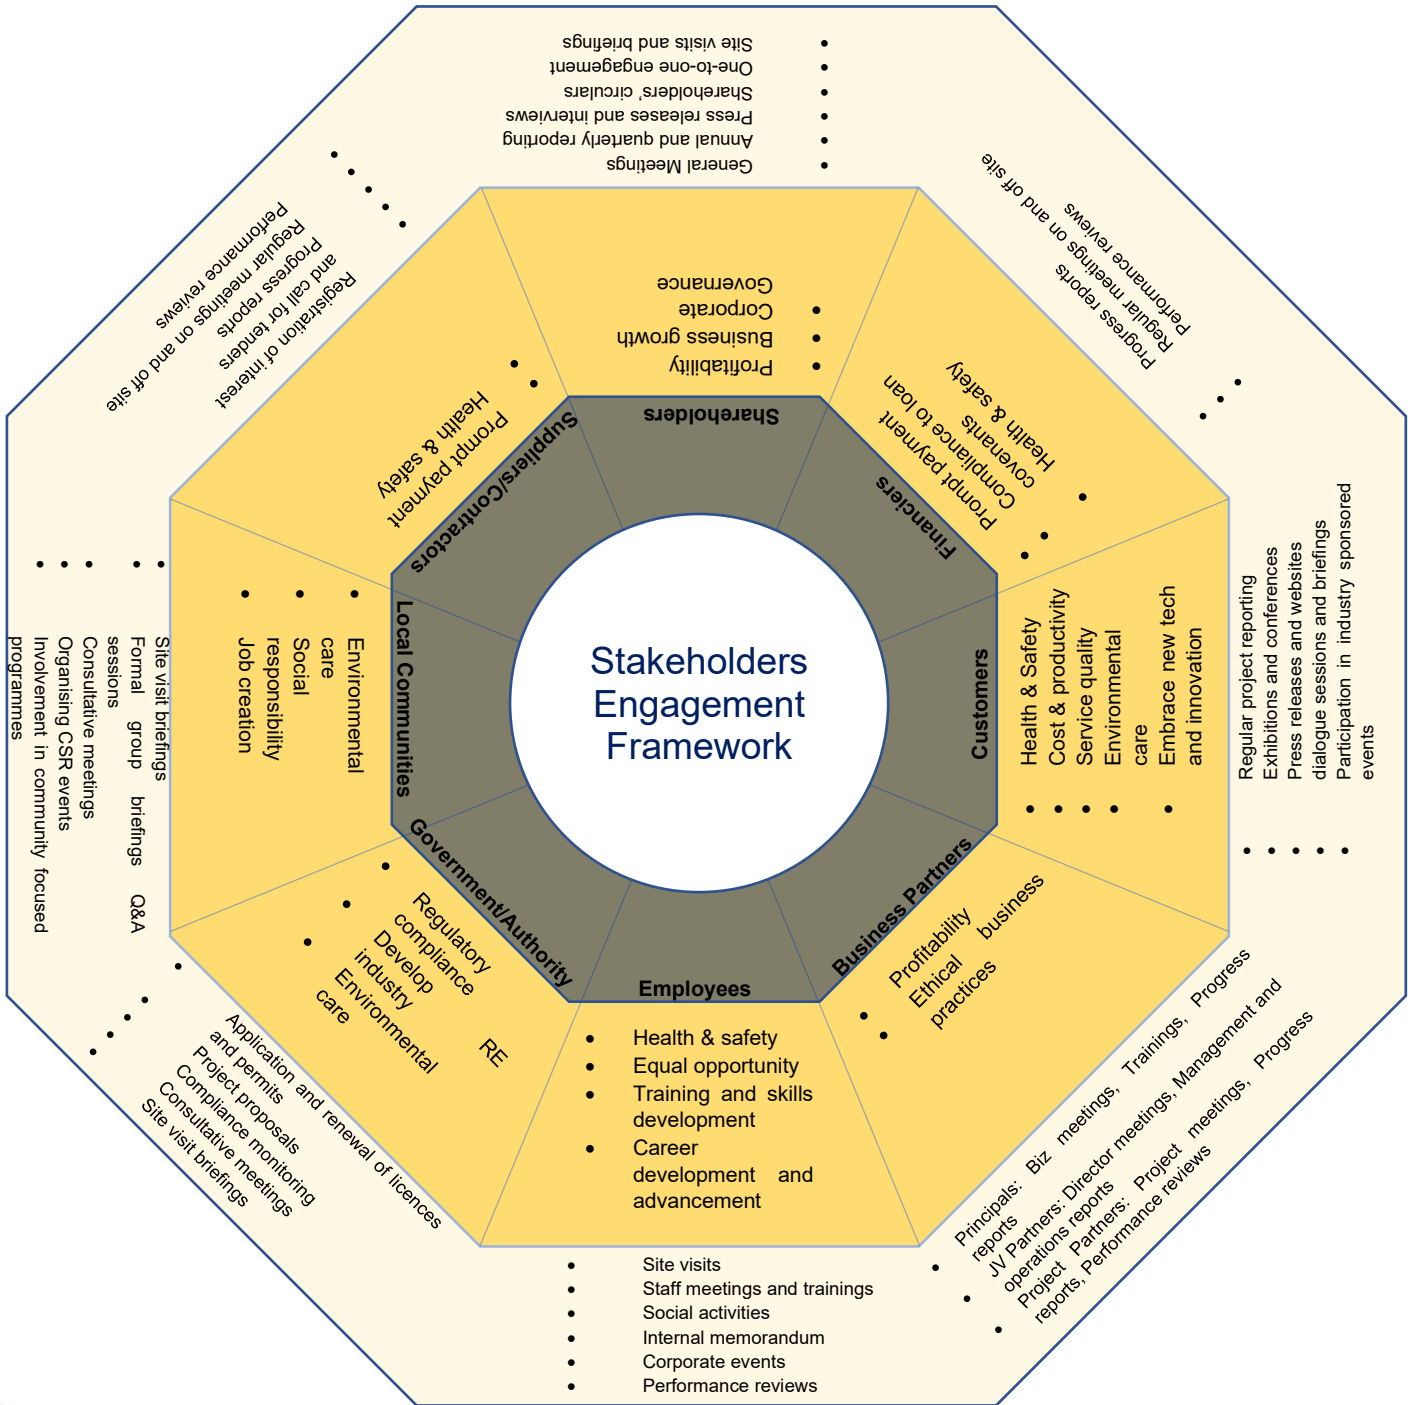 Stakeholders
Engagement
Framework
Shareholders
Profitability
Business growth
Corporate
Governance
General Meetings
Annual and quarterly reporting
Press releases and interviews
Shareholders' circulars
One-to-one engagement
Site visits and briefings
Financiers
Prompt payment
Compliance to loan
covenants
Health & safety
Progress reports
Regular meetings on and off site
Performance reviews
Customers
Health & Safety
Cost & productivity
Service quality
Environmental
care
Embrace new tech
and innovation
Regular project reporting
Exhibitions and conferences
Press releases and websites
dialogue sessions and briefings
Participation in industry sponsored
events
Business Partners
Profitability
Ethical business
practices
Principals: Biz meetings, Trainings, Progress
reports
JV Partners: Director meetings, Management and
operations reports
Project Partners: Project meetings, Progress
reports, Performance reviews
Employees
Health & safety
Equal opportunity
Training and skills
development
Career
development and
advancement
Site visits
Staff meetings and trainings
Social activities
Internal memorandum
Corporate events
Performance reviews
Government/Authority
Regulatory
compliance
Develop RE
industry
Environmental
care
Application and renewal of licences
and permits
Project proposals
Compliance monitoring
Consultative meetings
Site visit briefings
Local Communities
Environmental
care
Social
responsibility
Job creation
Site visit briefings
Formal group briefings Q&A
sessions
Consultative meetings
Organising CSR events
Involvement in community focused
programmes
Suppliers/Contractors
Prompt payment
Health & safety
Registration of interest
and call for tenders
Progress reports
Regular meetings on and off site
Performance reviews